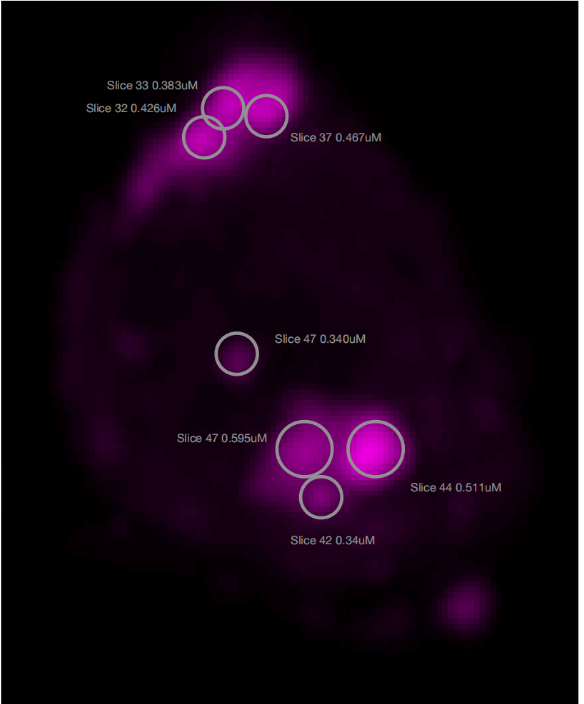 Slice 33 0.383uM
Slice 32 0.426uM
Slice 37 0.467uM
Slice 47 0.340uM
Slice 47 0.595uM
Slice 44 0.511uM
Slice 42 0.34uM